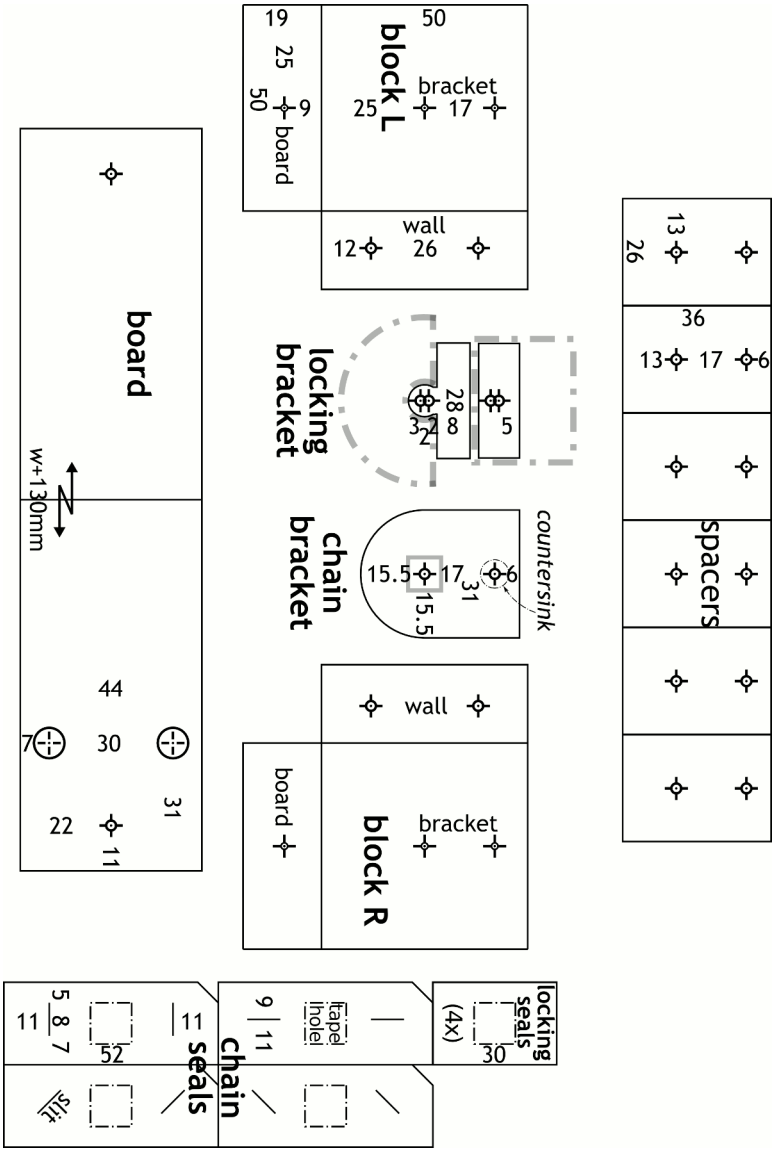 19
50
25
block L
50
9
25
bracket
17
board
wall
12
26
board
w+130mm
44
7
30
31
22
11
locking
bracket
28
3
2
2
8
5
chain
bracket
countersink
15.5
17
6
31
15.5
wall
board
bracket
block R
13
26
36
13
17
6
spacers
5
11
8
7
52
11
9
11
tape
hole
chain
seals
slit
locking
seals
(4x)
30